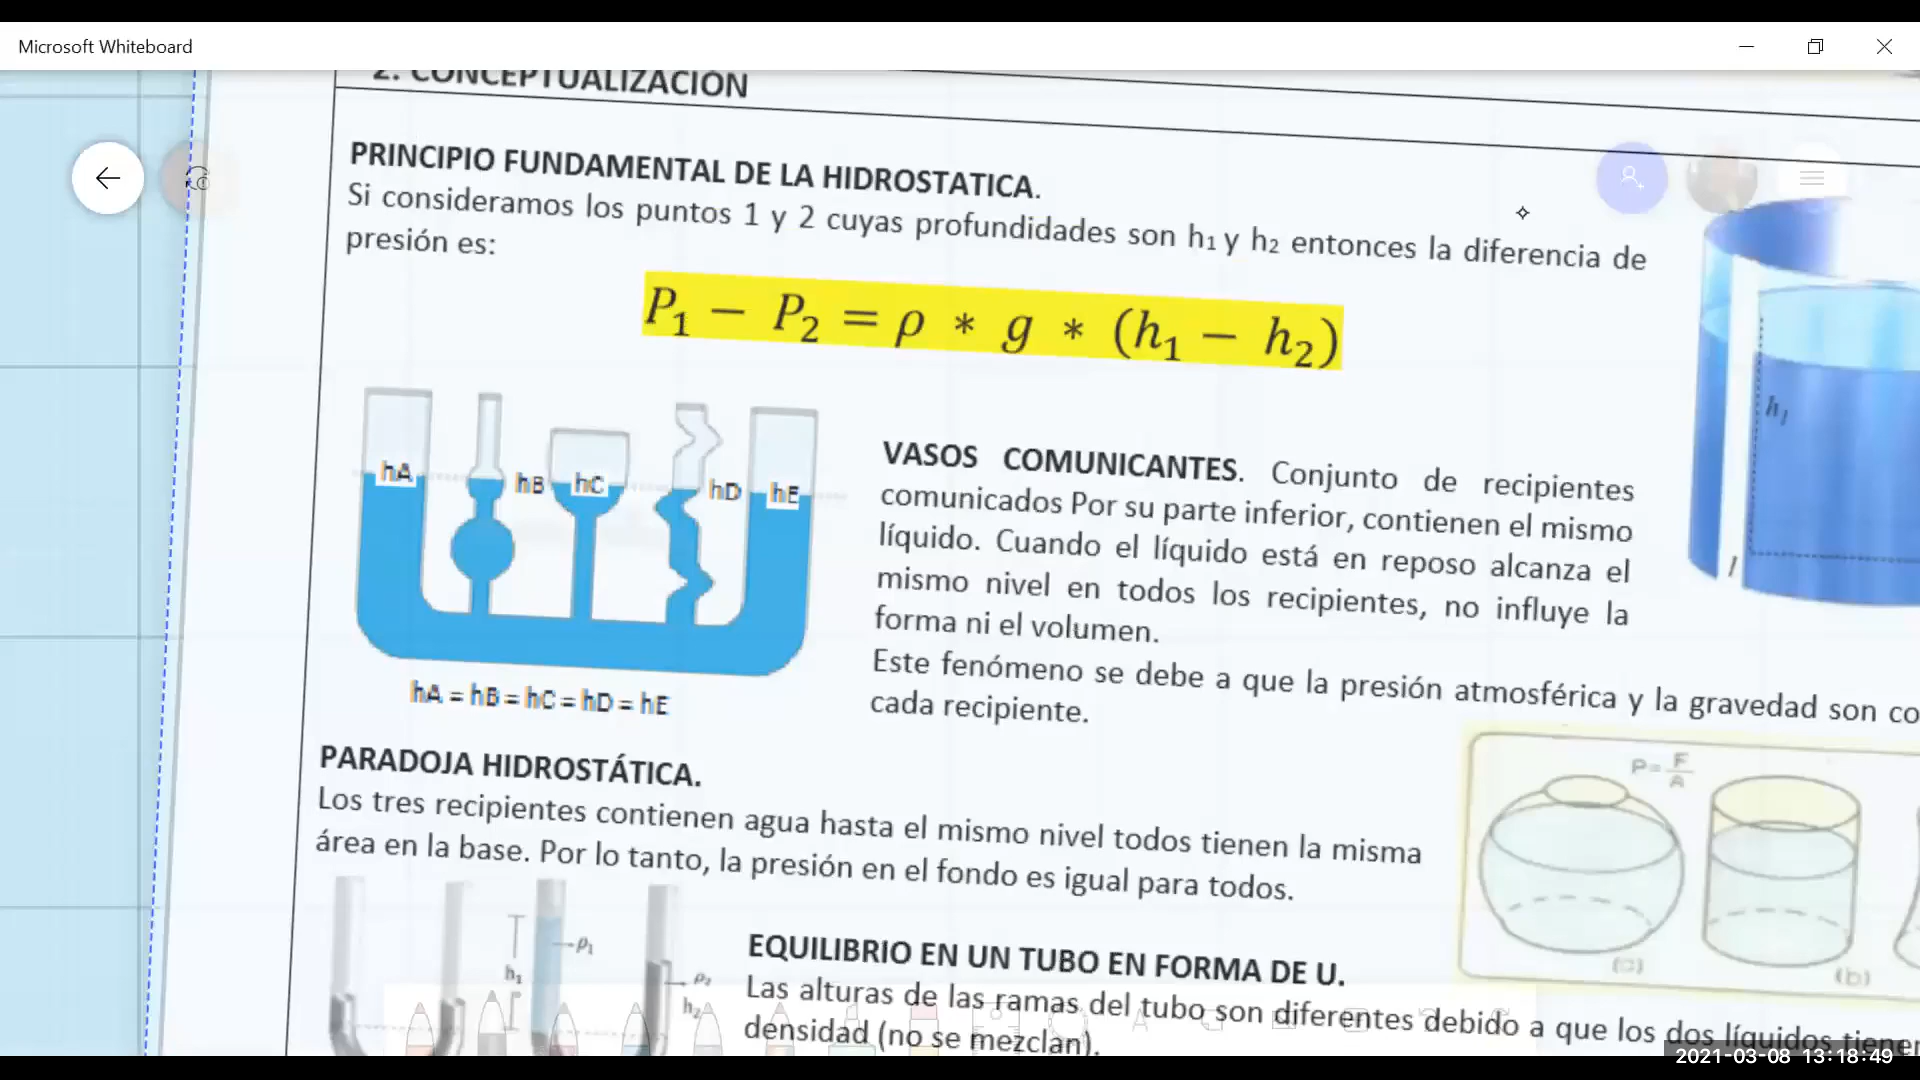 Microsoft Whiteboard
2. CONCEPTUALIZACION
PRINCIPIO FUNDAMENTAL DE LA HIDROSTATICA.
Si consideramos los puntos 1 y 2 cuyas profundidades son h₁ y h₂ entonces la diferencia de
presión es:
P₁ − P₂ = ρ * g * (h₁ − h₂)
h₁
1
hA hB hC hD hE
hA = hB = hC = hD = hE
VASOS COMUNICANTES. Conjunto de recipientes
comunicados Por su parte inferior, contienen el mismo
líquido. Cuando el líquido está en reposo alcanza el
mismo nivel en todos los recipientes, no influye la
forma ni el volumen.
Este fenómeno se debe a que la presión atmosférica y la gravedad son co
cada recipiente.
PARADOJA HIDROSTÁTICA.
Los tres recipientes contienen agua hasta el mismo nivel todos tienen la misma
área en la base. Por lo tanto, la presión en el fondo es igual para todos.
P = F/A
(b)
h₁
ρ₁
ρ₂
h₂
EQUILIBRIO EN UN TUBO EN FORMA DE U.
Las alturas de las ramas del tubo son diferentes debido a que los dos líquidos tiene
densidad (no se mezclan).
2021-03-08 13:18:49